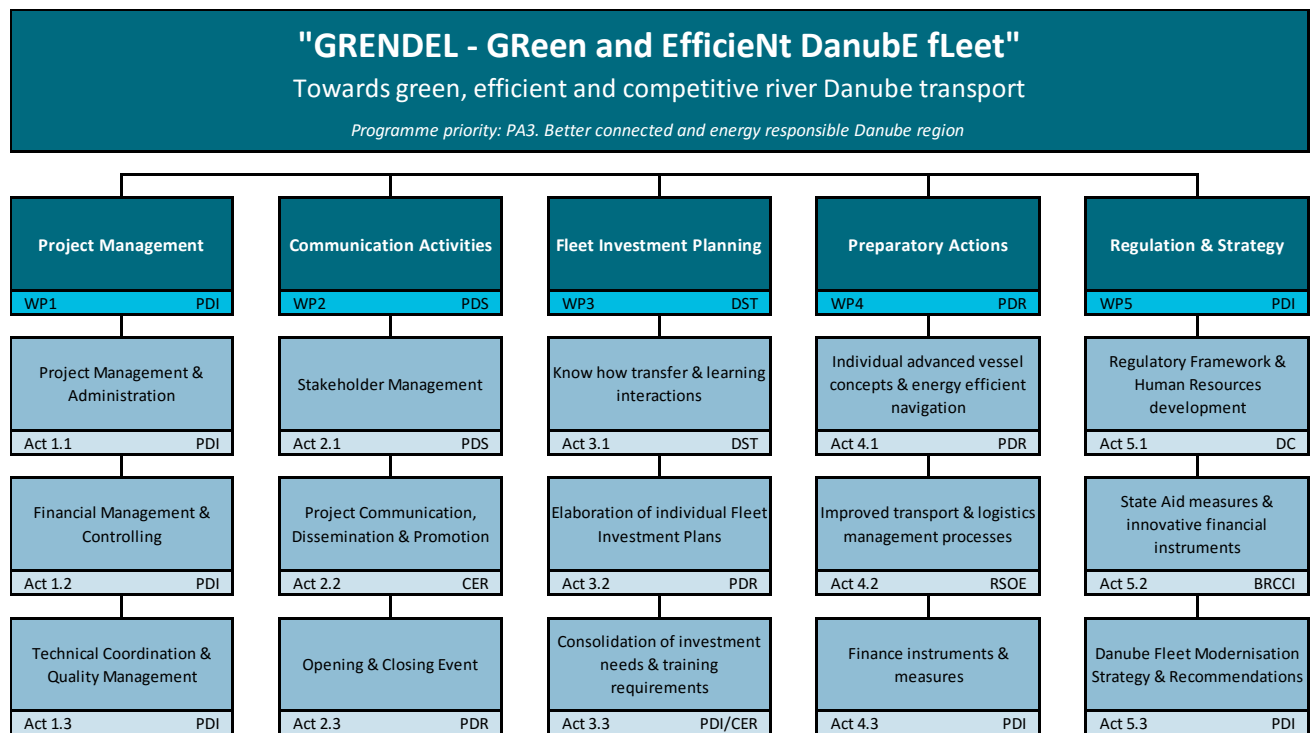 "GRENDEL - GReen and EfficieNt DanubE fLeet"
Towards green, efficient and competitive river Danube transport
Programme priority: PA3. Better connected and energy responsible Danube region
Project Management
WP1 PDI
Project Management &
Administration
Act 1.1 PDI
Financial Management &
Controlling
Act 1.2 PDI
Technical Coordination &
Quality Management
Act 1.3 PDI
Communication Activities
WP2 PDS
Stakeholder Management
Act 2.1 PDS
Project Communication,
Dissemination & Promotion
Act 2.2 CER
Opening & Closing Event
Act 2.3 PDR
Fleet Investment Planning
WP3 DST
Know how transfer & learning
interactions
Act 3.1 DST
Elaboration of individual Fleet
Investment Plans
Act 3.2 PDR
Consolidation of investment
needs & training
requirements
Act 3.3 PDI/CER
Preparatory Actions
WP4 PDR
Individual advanced vessel
concepts & energy efficient
navigation
Act 4.1 PDR
Improved transport & logistics
management processes
Act 4.2 RSOE
Finance instruments &
measures
Act 4.3 PDI
Regulation & Strategy
WP5 PDI
Regulatory Framework &
Human Resources
development
Act 5.1 DC
State Aid measures &
innovative financial
instruments
Act 5.2 BRCCI
Danube Fleet Modernisation
Strategy & Recommendations
Act 5.3 PDI